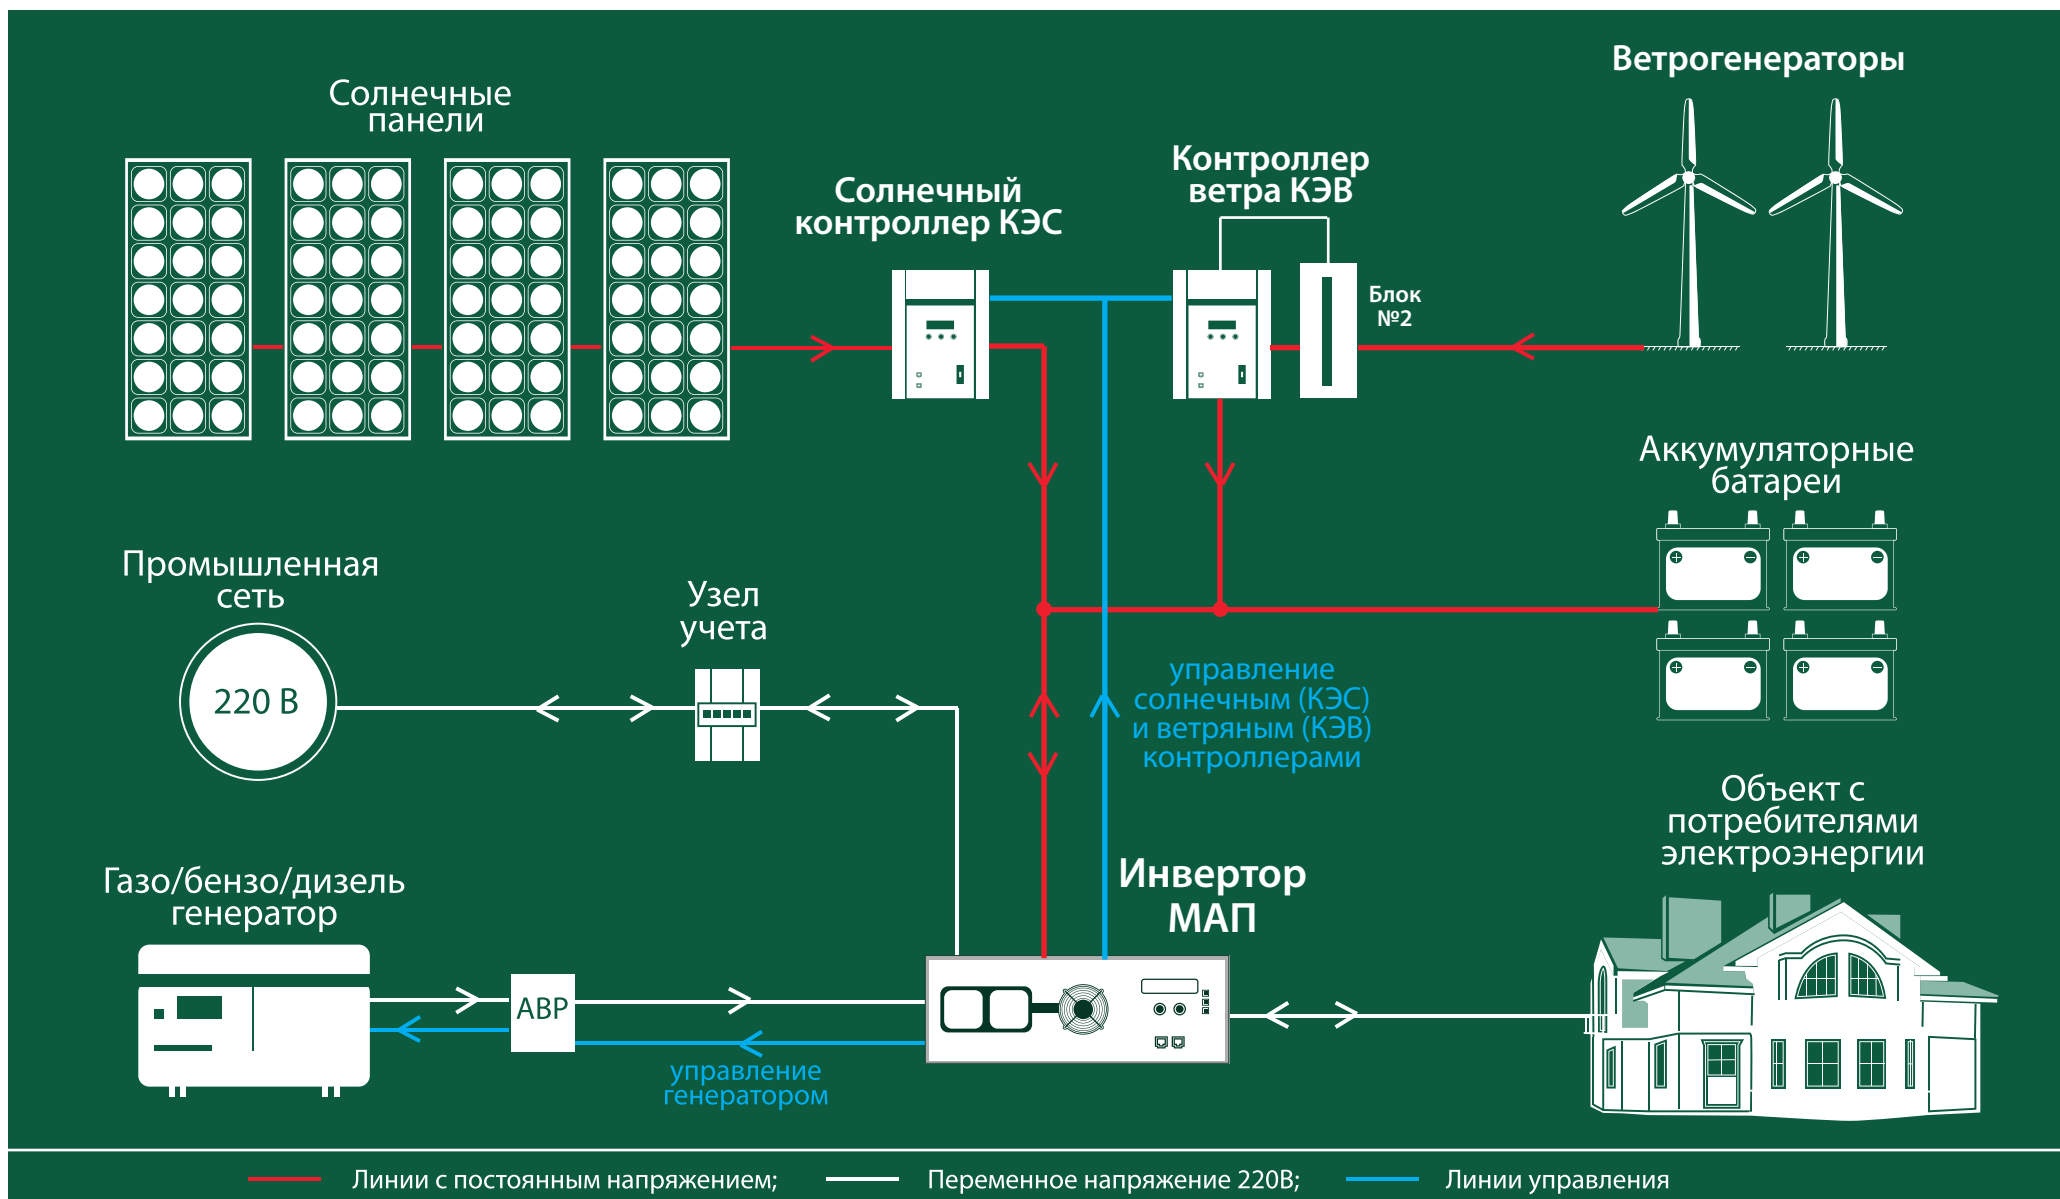 Ветрогенераторы
Солнечные
панели
Контроллер
ветра КЭВ
Солнечный
контроллер КЭС
Блок
№2
Аккумуляторные
батареи
Промышленная
сеть
220 В
Узел
учета
управление
солнечным (КЭС)
и ветряным (КЭВ)
контроллерами
Объект с
потребителями
электроэнергии
Газо/бензо/дизель
генератор
Инвертор
МАП
АВР
управление
генератором
Линии с постоянным напряжением;
Переменное напряжение 220В;
Линии управления